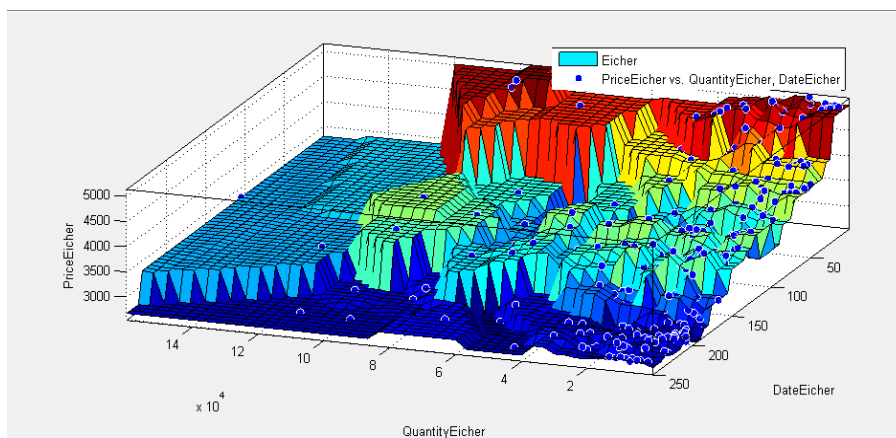 Eicher
PriceEicher vs. QuantityEicher, DateEicher
5000
4500
4000
3500
3000
PriceEicher
14
12
10
8
6
4
2
x 10^4
QuantityEicher
50
100
150
200
250
DateEicher